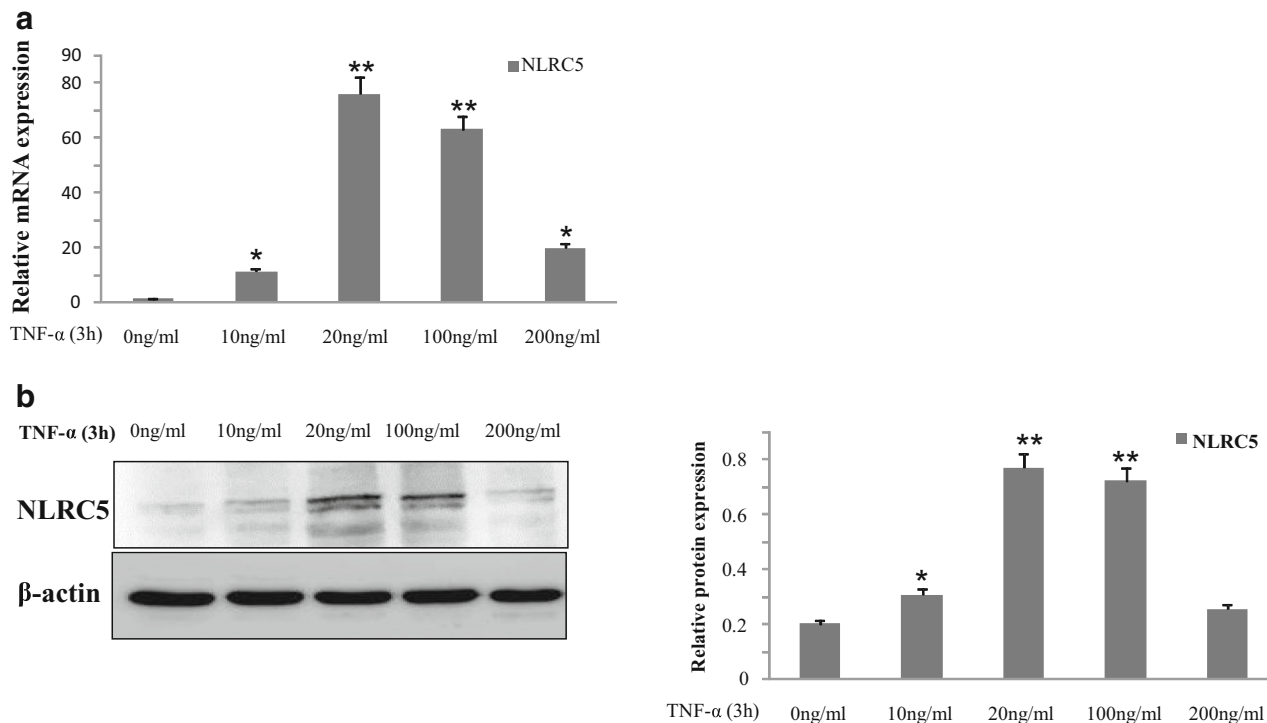 a
Relative mRNA expression
90
80
60
40
20
0
** 
**
*
*
NLRC5
TNF-α (3h) 0ng/ml 10ng/ml 20ng/ml 100ng/ml 200ng/ml
b
TNF-α (3h) 0ng/ml 10ng/ml 20ng/ml 100ng/ml 200ng/ml
NLRC5
β-actin
Relative protein expression
0.8
0.6
0.4
0.2
0
**
**
*
NLRC5
TNF-α (3h) 0ng/ml 10ng/ml 20ng/ml 100ng/ml 200ng/ml